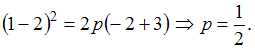 (1−2)² = 2p(−2+3) ⇒ p = 1/2.